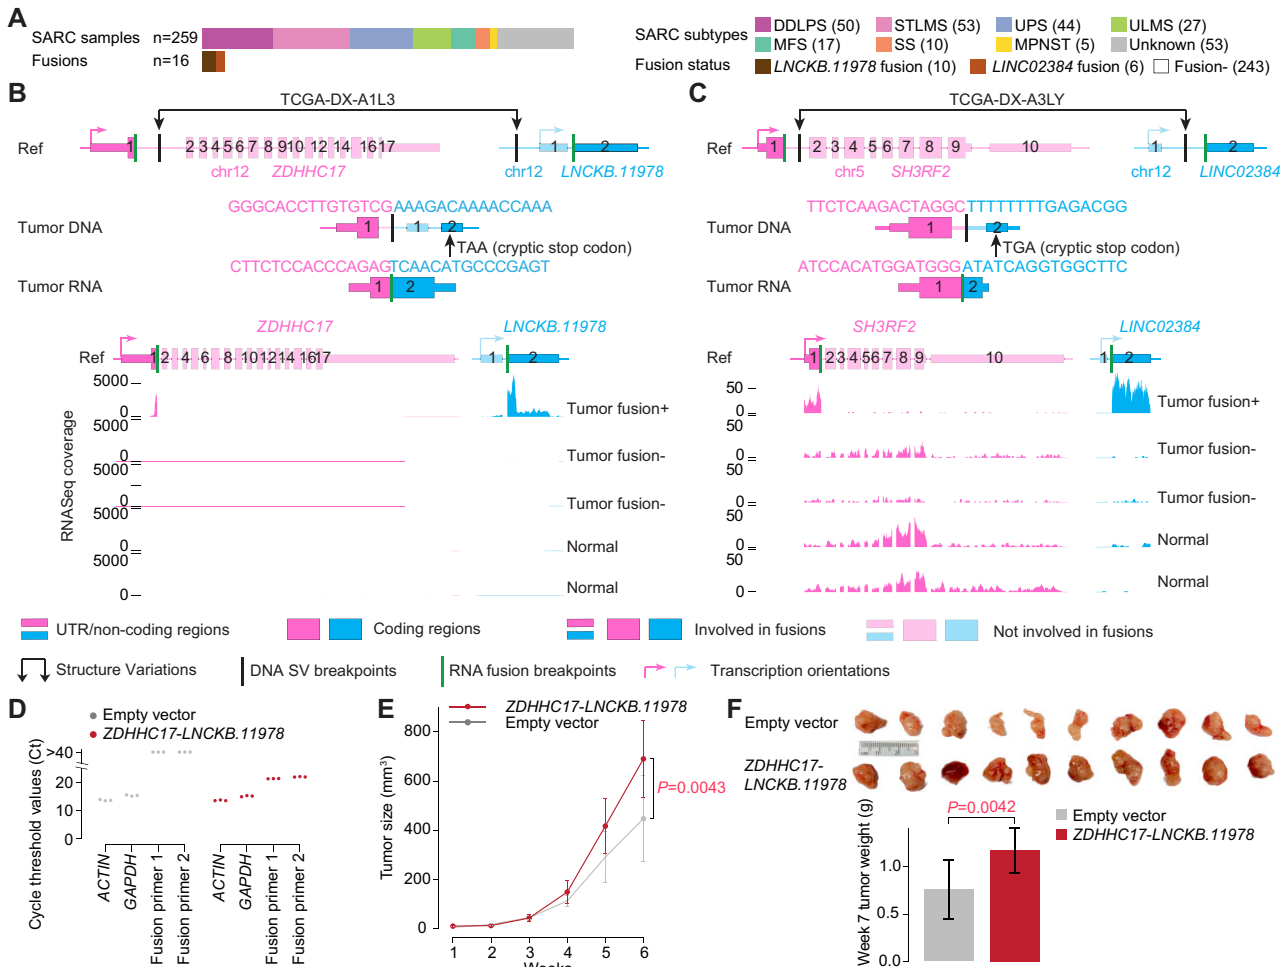 A
SARC samples n=259
Fusions n=16
SARC subtypes DDLPS (50) STLMS (53) UPS (44) ULMS (27)
MFS (17) SS (10) MPNST (5) Unknown (53)
Fusion status LNCKB.11978 fusion (10) LINC02384 fusion (6) Fusion- (243)
B
TCGA-DX-A1L3
Ref 1 2 3 4 5 6 7 8 9 10 12 14 16 17 1 2
chr12 ZDHHC17 chr12 LNCKB.11978
GGGCACCTTGTGTCGAAAGACAAAACCAAA
Tumor DNA 1 1 2
TAA (cryptic stop codon)
CTTCTCCACCCAGAGTCAACATGCCCGAGT
Tumor RNA 1 2
ZDHHC17 LNCKB.11978
Ref 1 2 4 6 8 10 12 14 16 17 1 2
RNASeq coverage
5000
0 Tumor fusion+
5000
0 Tumor fusion-
5000
0 Tumor fusion-
5000
0 Normal
5000
0 Normal
C
TCGA-DX-A3LY
Ref 1 2 3 4 5 6 7 8 9 10 1 2
chr5 SH3RF2 chr12 LINC02384
TTCTCAAGACTAGGCTTTTTTTTGAGACGG
Tumor DNA 1 2
TGA (cryptic stop codon)
ATCCACATGGATGGGATATCAGGTGGCTTC
Tumor RNA 1 2
SH3RF2 LINC02384
Ref 1 2 3 4 5 6 7 8 9 10 1 2
50
0 Tumor fusion+
50
0 Tumor fusion-
50
0 Tumor fusion-
50
0 Normal
50
0 Normal
UTR/non-coding regions Coding regions Involved in fusions Not involved in fusions
Structure Variations DNA SV breakpoints RNA fusion breakpoints Transcription orientations
D
Empty vector
ZDHHC17-LNCKB.11978
Cycle threshold values (Ct)
>40
20
10
0
ACTIN GAPDH Fusion primer 1 Fusion primer 2 ACTIN GAPDH Fusion primer 1 Fusion primer 2
E
ZDHHC17-LNCKB.11978
Empty vector
Tumor size (mm³)
800
600
400
200
0
P=0.0043
1 2 3 4 5 6
Weeks
F
Empty vector
ZDHHC17-
LNCKB.11978
P=0.0042
Empty vector
ZDHHC17-LNCKB.11978
Week 7 tumor weight (g)
1.0
0.5
0.0